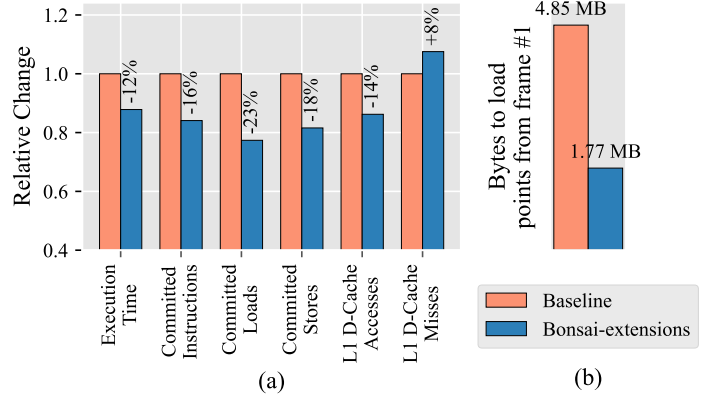 Relative Change
1.2
1.0
0.8
0.6
0.4
-12%
-16%
-23%
-18%
-14%
+8%
Execution
Time
Committed
Instructions
Committed
Loads
Committed
Stores
L1 D-Cache
Accesses
L1 D-Cache
Misses
(a)
Bytes to load
points from frame #1
4.85 MB
1.77 MB
Baseline
Bonsai-extensions
(b)